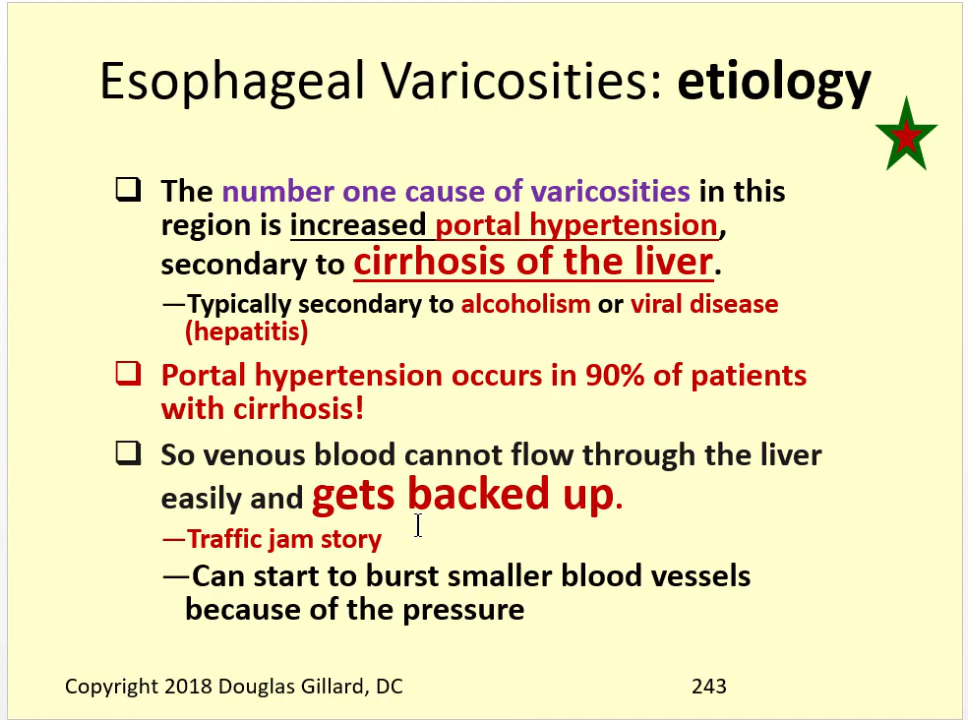 Esophageal Varicosities: etiology
The number one cause of varicosities in this
region is increased portal hypertension,
secondary to cirrhosis of the liver.
—Typically secondary to alcoholism or viral disease
(hepatitis)
Portal hypertension occurs in 90% of patients
with cirrhosis!
So venous blood cannot flow through the liver
easily and gets backed up.
—Traffic jam story
—Can start to burst smaller blood vessels
because of the pressure
Copyright 2018 Douglas Gillard, DC 243